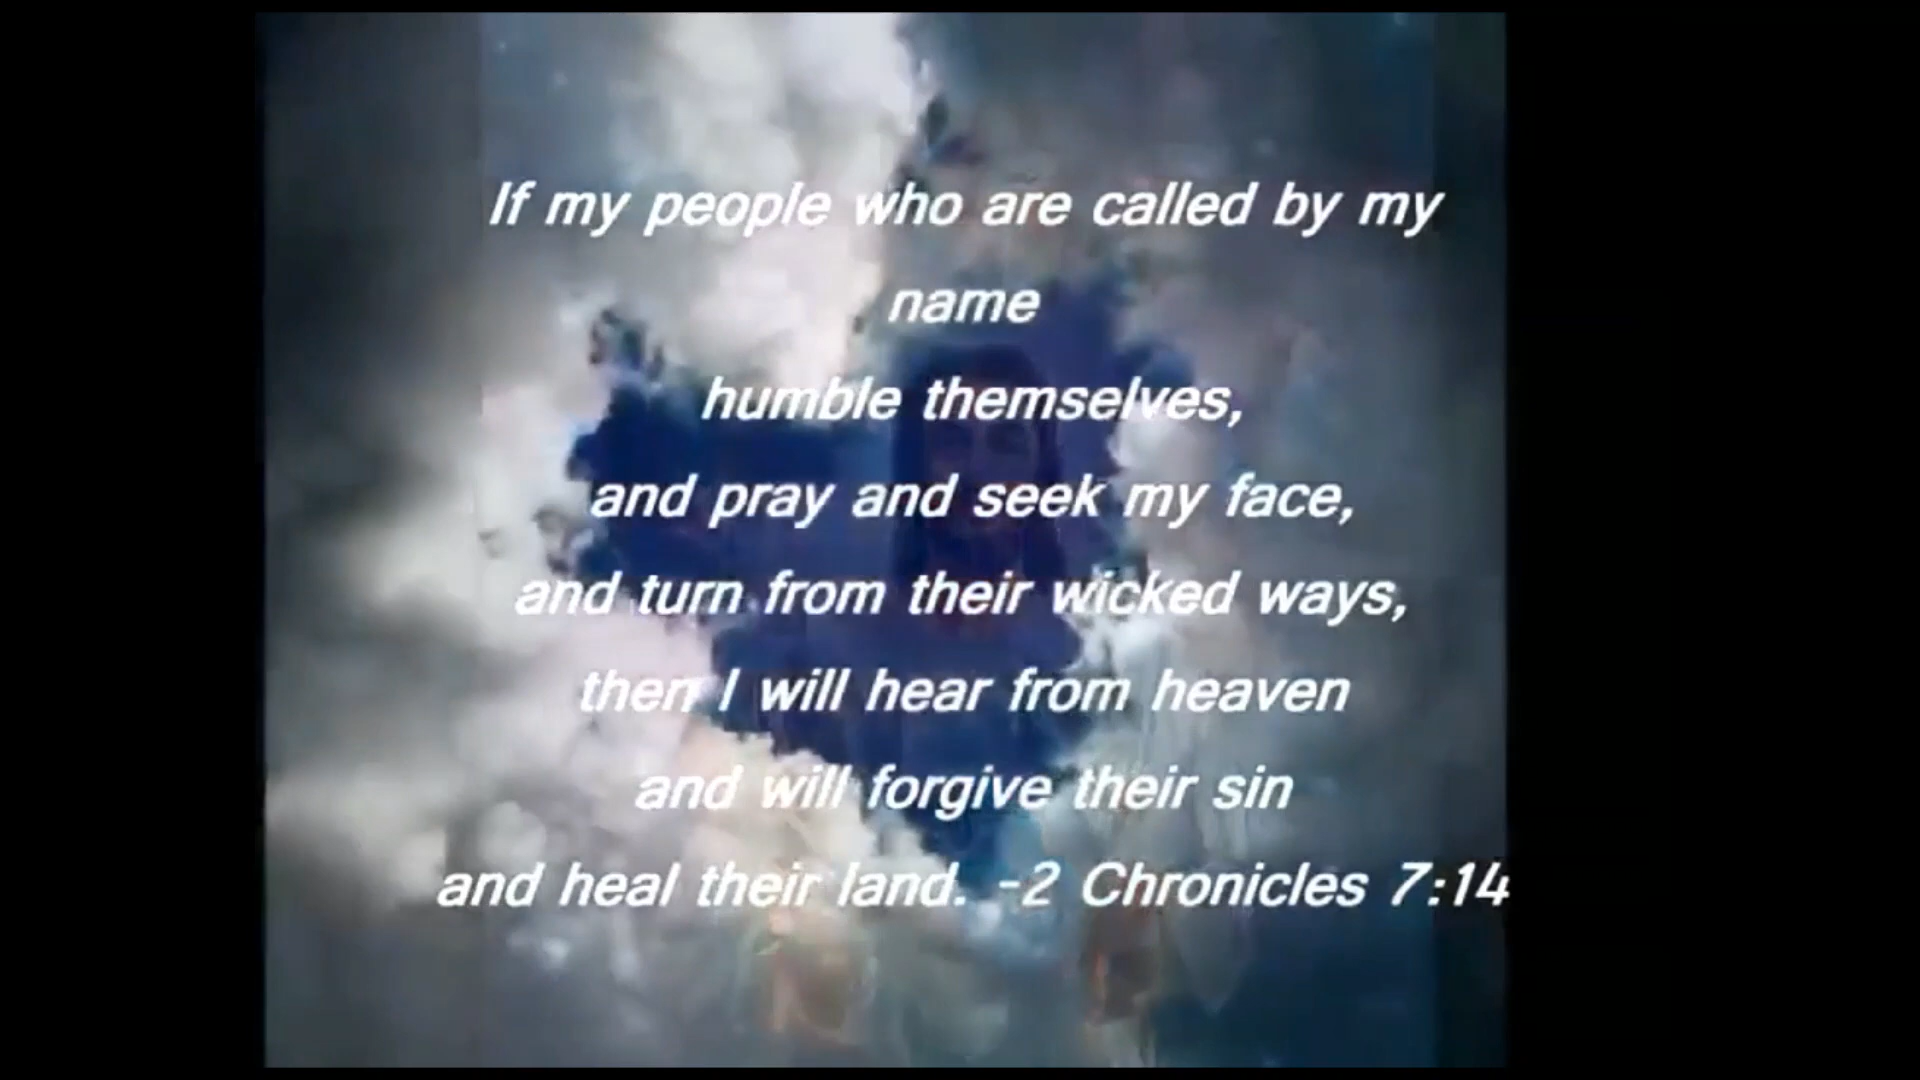 If my people who are called by my
name
humble themselves,
and pray and seek my face,
and turn from their wicked ways,
then I will hear from heaven
and will forgive their sin
and heal their land. -2 Chronicles 7:14